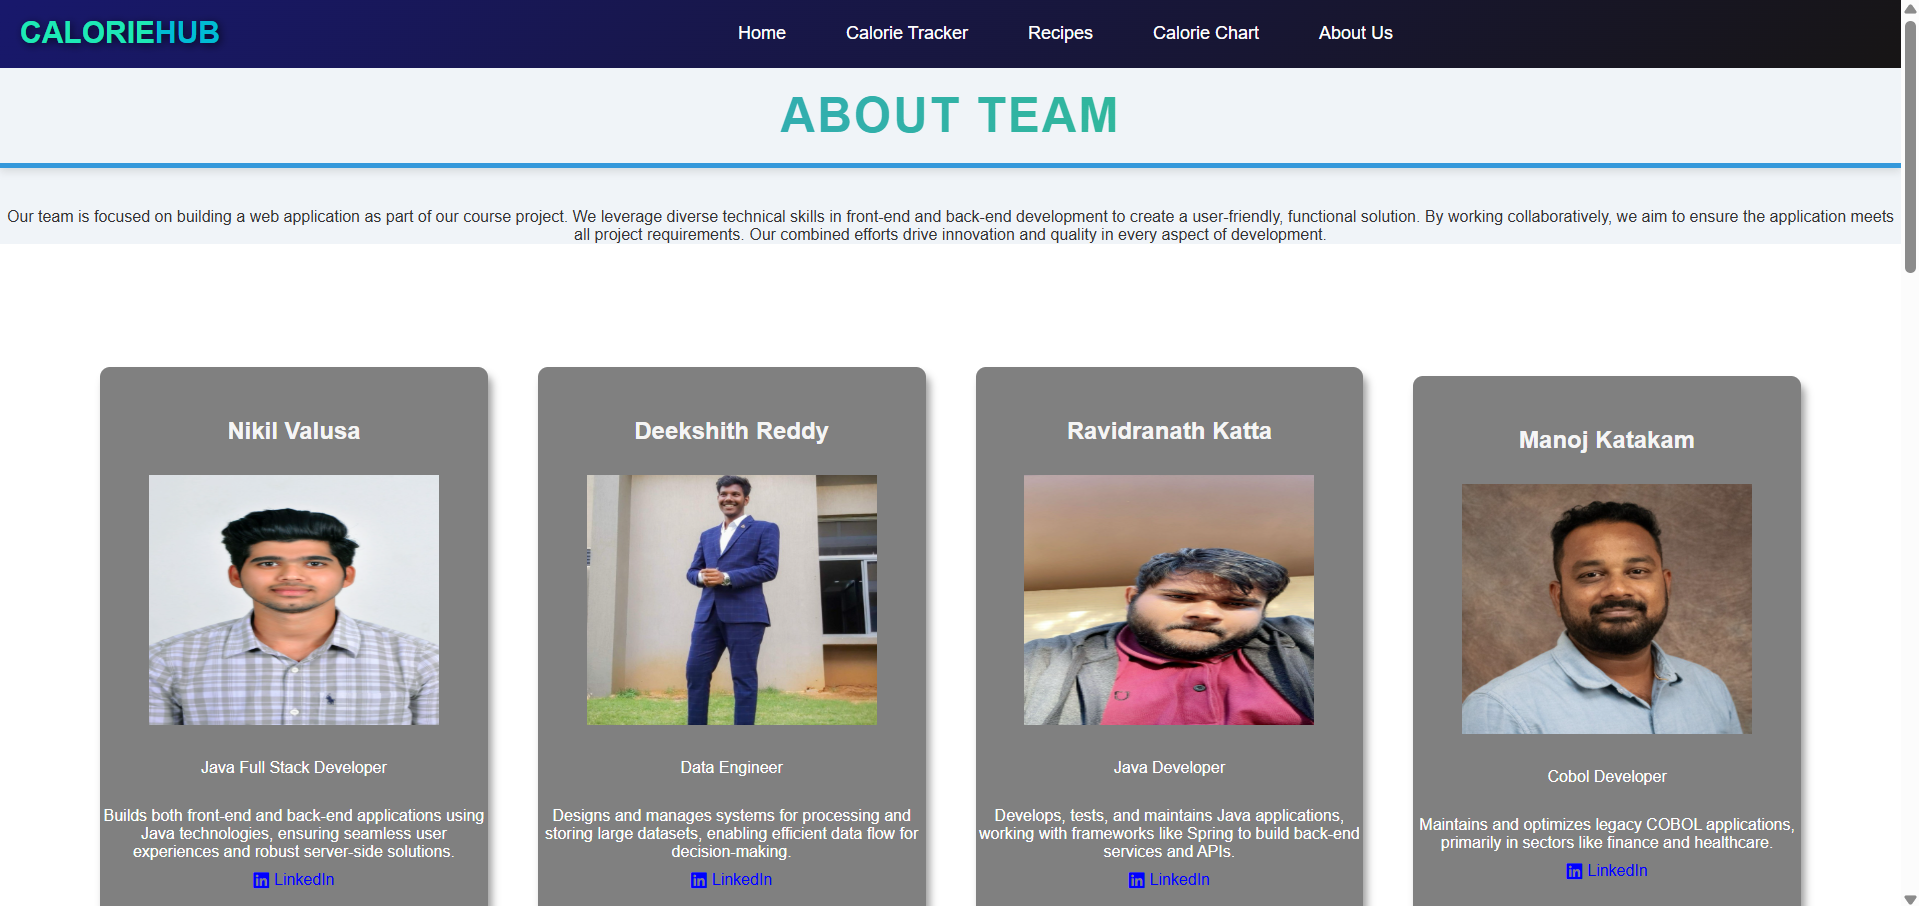 CALORIEHUB
Home
Calorie Tracker
Recipes
Calorie Chart
About Us
ABOUT TEAM
Our team is focused on building a web application as part of our course project. We leverage diverse technical skills in front-end and back-end development to create a user-friendly, functional solution. By working collaboratively, we aim to ensure the application meets
all project requirements. Our combined efforts drive innovation and quality in every aspect of development.
Nikil Valusa
Java Full Stack Developer
Builds both front-end and back-end applications using
Java technologies, ensuring seamless user
experiences and robust server-side solutions.
LinkedIn
Deekshith Reddy
Data Engineer
Designs and manages systems for processing and
storing large datasets, enabling efficient data flow for
decision-making.
LinkedIn
Ravidranath Katta
Java Developer
Develops, tests, and maintains Java applications,
working with frameworks like Spring to build back-end
services and APIs.
LinkedIn
Manoj Katakam
Cobol Developer
Maintains and optimizes legacy COBOL applications,
primarily in sectors like finance and healthcare.
LinkedIn